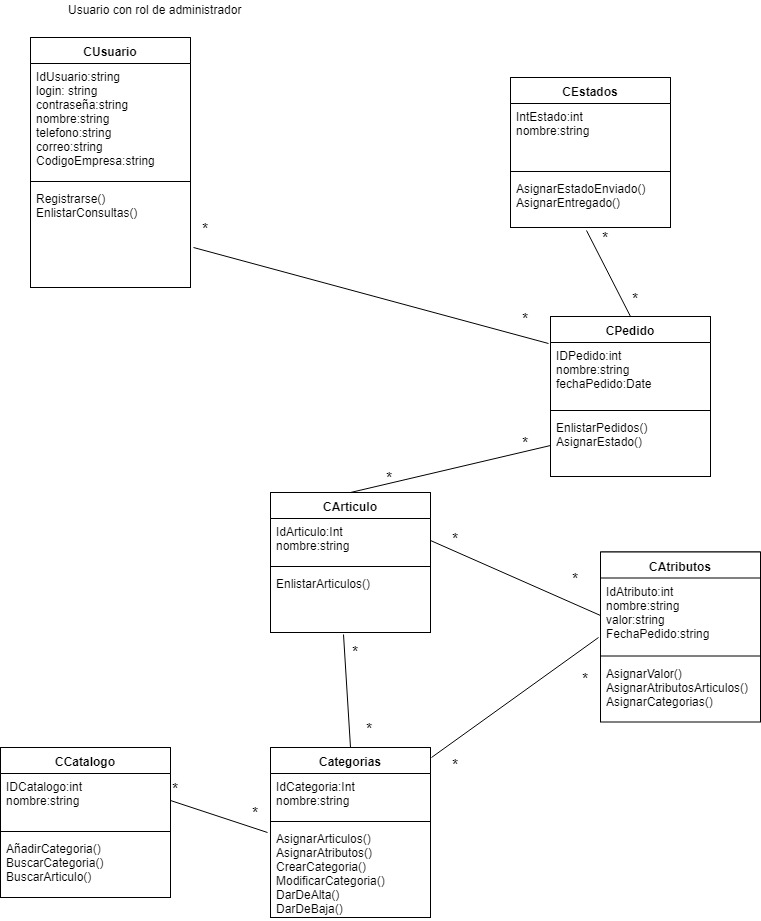 Usuario con rol de administrador
CUsuario
IdUsuario:string
login: string
contraseña:string
nombre:string
telefono:string
correo:string
CodigoEmpresa:string
Registrarse()
EnlistarConsultas()
*
*
CEstados
IntEstado:int
nombre:string
AsignarEstadoEnviado()
AsignarEntregado()
*
*
CPedido
IDPedido:int
nombre:string
fechaPedido:Date
EnlistarPedidos()
AsignarEstado()
*
*
CArticulo
IdArticulo:Int
nombre:string
EnlistarArticulos()
*
*
CAtributos
IdAtributo:int
nombre:string
valor:string
FechaPedido:string
AsignarValor()
AsignarAtributosArticulos()
AsignarCategorias()
*
*
*
*
CCatalogo
IDCatalogo:int
nombre:string
AñadirCategoria()
BuscarCategoria()
BuscarArticulo()
*
*
Categorias
IdCategoria:Int
nombre:string
AsignarArticulos()
AsignarAtributos()
CrearCategoria()
ModificarCategoria()
DarDeAlta()
DarDeBaja()